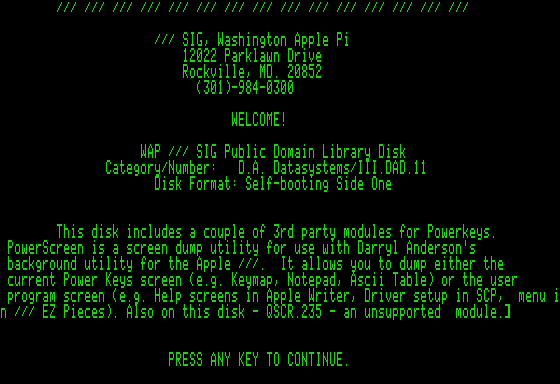 /// /// /// /// /// /// /// /// /// /// /// /// /// /// ///
/// SIG, Washington Apple Pi
12022 Parklawn Drive
Rockville, MD. 20852
(301)-984-0300
WELCOME!
WAP /// SIG Public Domain Library Disk
Category/Number:   D.A. Datasystems/III.DAD.11
Disk Format: Self-booting Side One
This disk includes a couple of 3rd party modules for Powerkeys.
PowerScreen is a screen dump utility for use with Darryl Anderson's
background utility for the Apple ///.  It allows you to dump either the
current Power Keys screen (e.g. Keymap, Notepad, Ascii Table) or the user
program screen (e.g. Help screens in Apple Writer, Driver setup in SCP,  menu i
n /// EZ Pieces). Also on this disk - QSCR.235 - an unsupported  module.]
PRESS ANY KEY TO CONTINUE.